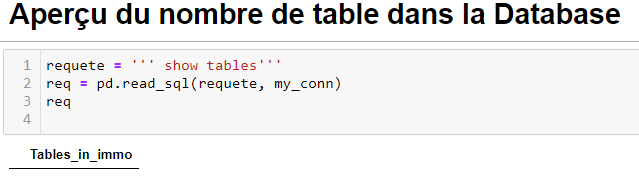 Aperçu du nombre de table dans la Database
1 requete = ''' show tables'''
2 req = pd.read_sql(requete, my_conn)
3 req
4
Tables_in_immo